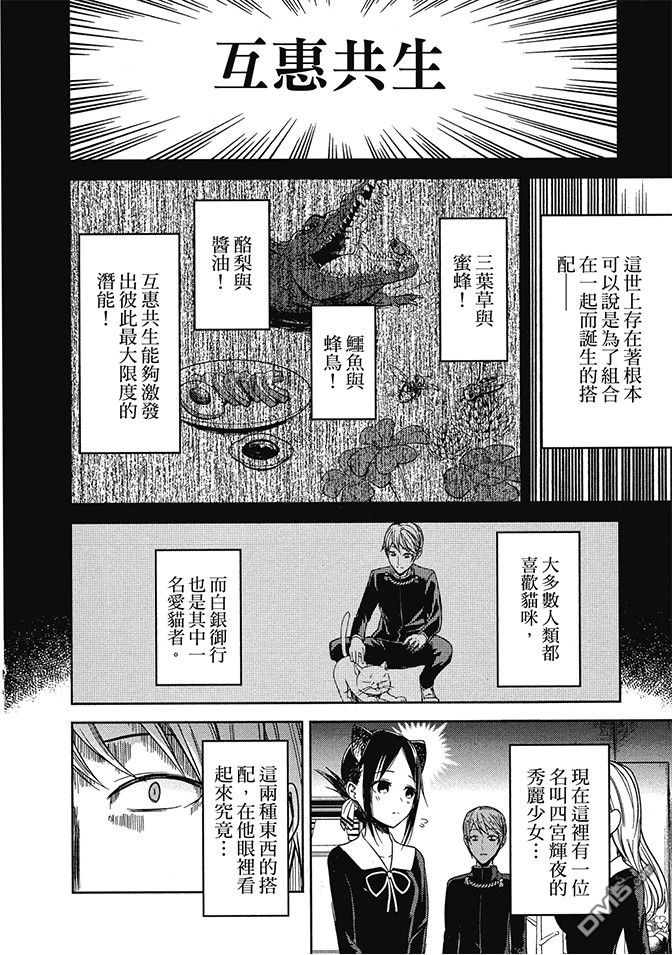 互惠共生
這世上存在著根本
可以說是為了組合
在一起而誕生的搭
配——
三葉草與
蜜蜂！
鱷魚與
蜂鳥！
酪梨與
醬油！
互惠共生能夠激發
出彼此最大限度的
潛能！
大多數人類都
喜歡貓咪，
而白銀御行
也是其中一
名愛貓者。
現在這裡有一位
名叫四宮輝夜的
秀麗少女…
這兩種東西的搭
配，在他眼裡看
起來究竟…
DM5.com